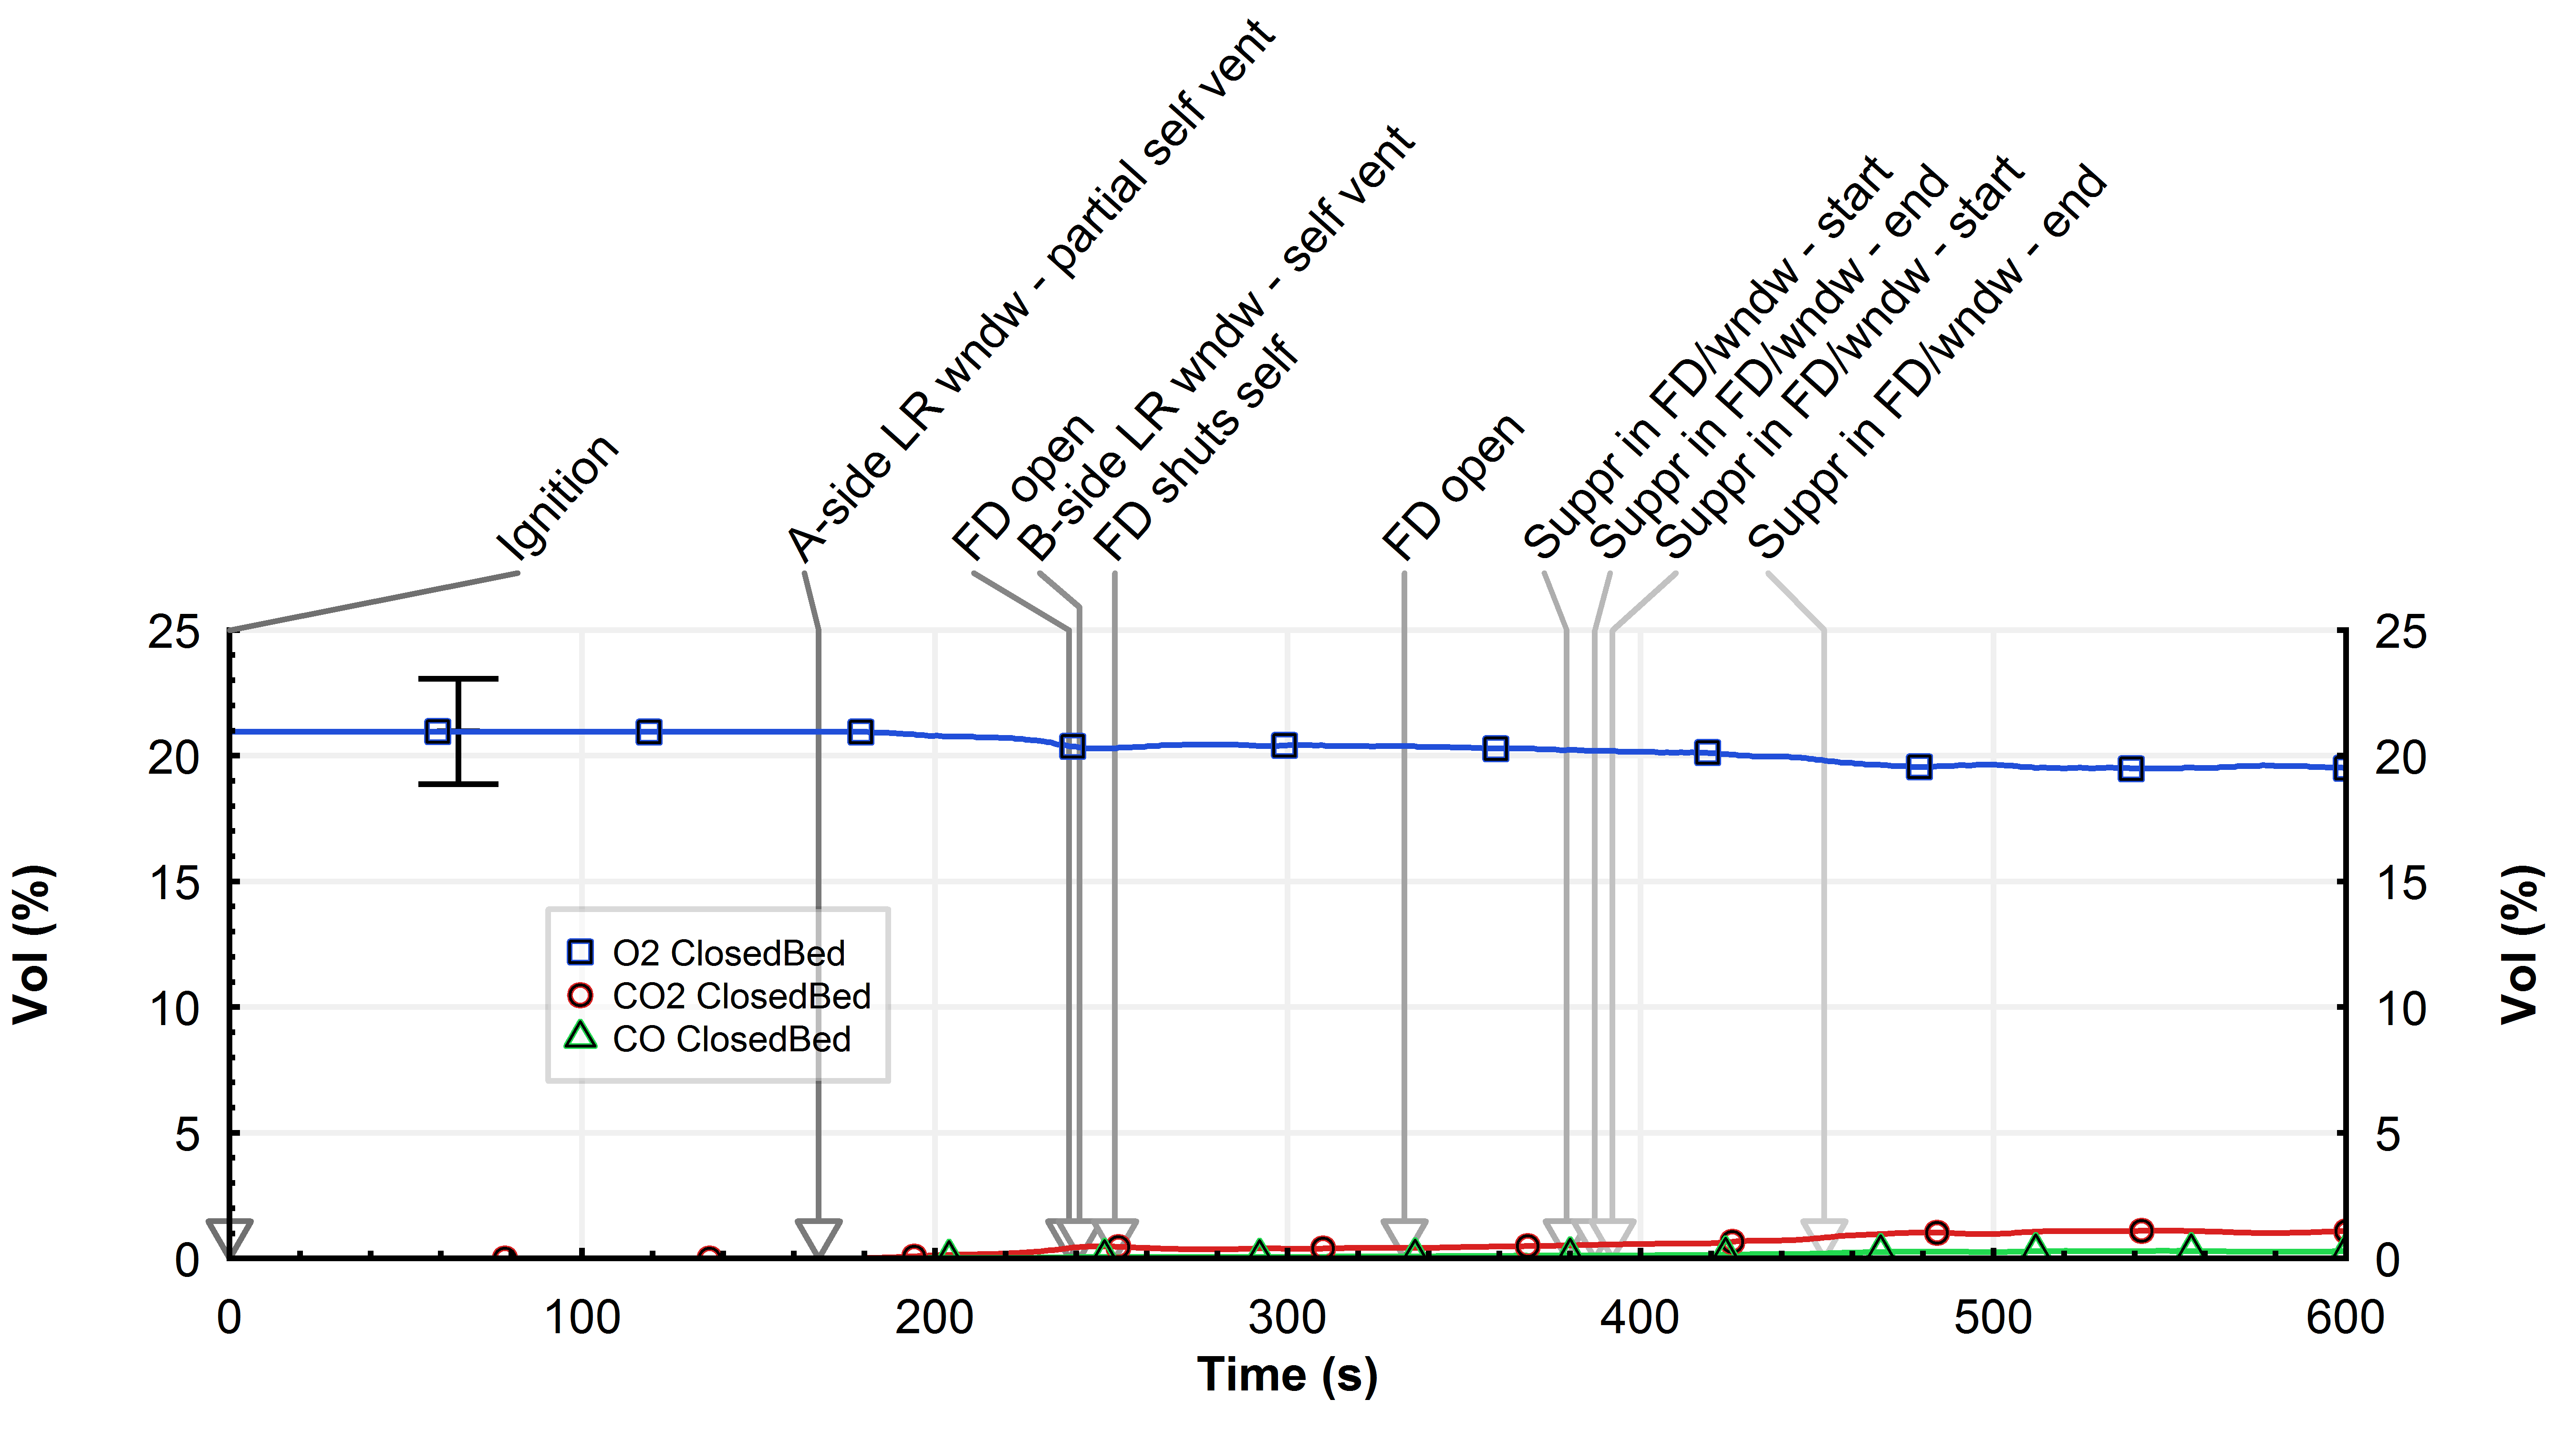 Ignition
A-side LR wndw - partial self vent
FD open
B-side LR wndw - self vent
FD shuts self
FD open
Suppr in FD/wndw - start
Suppr in FD/wndw - end
Suppr in FD/wndw - start
Suppr in FD/wndw - end
25
20
15
10
5
0
Vol (%)
O2 ClosedBed
CO2 ClosedBed
CO ClosedBed
25
20
15
10
5
0
Vol (%)
0 100 200 300 400 500 600
Time (s)